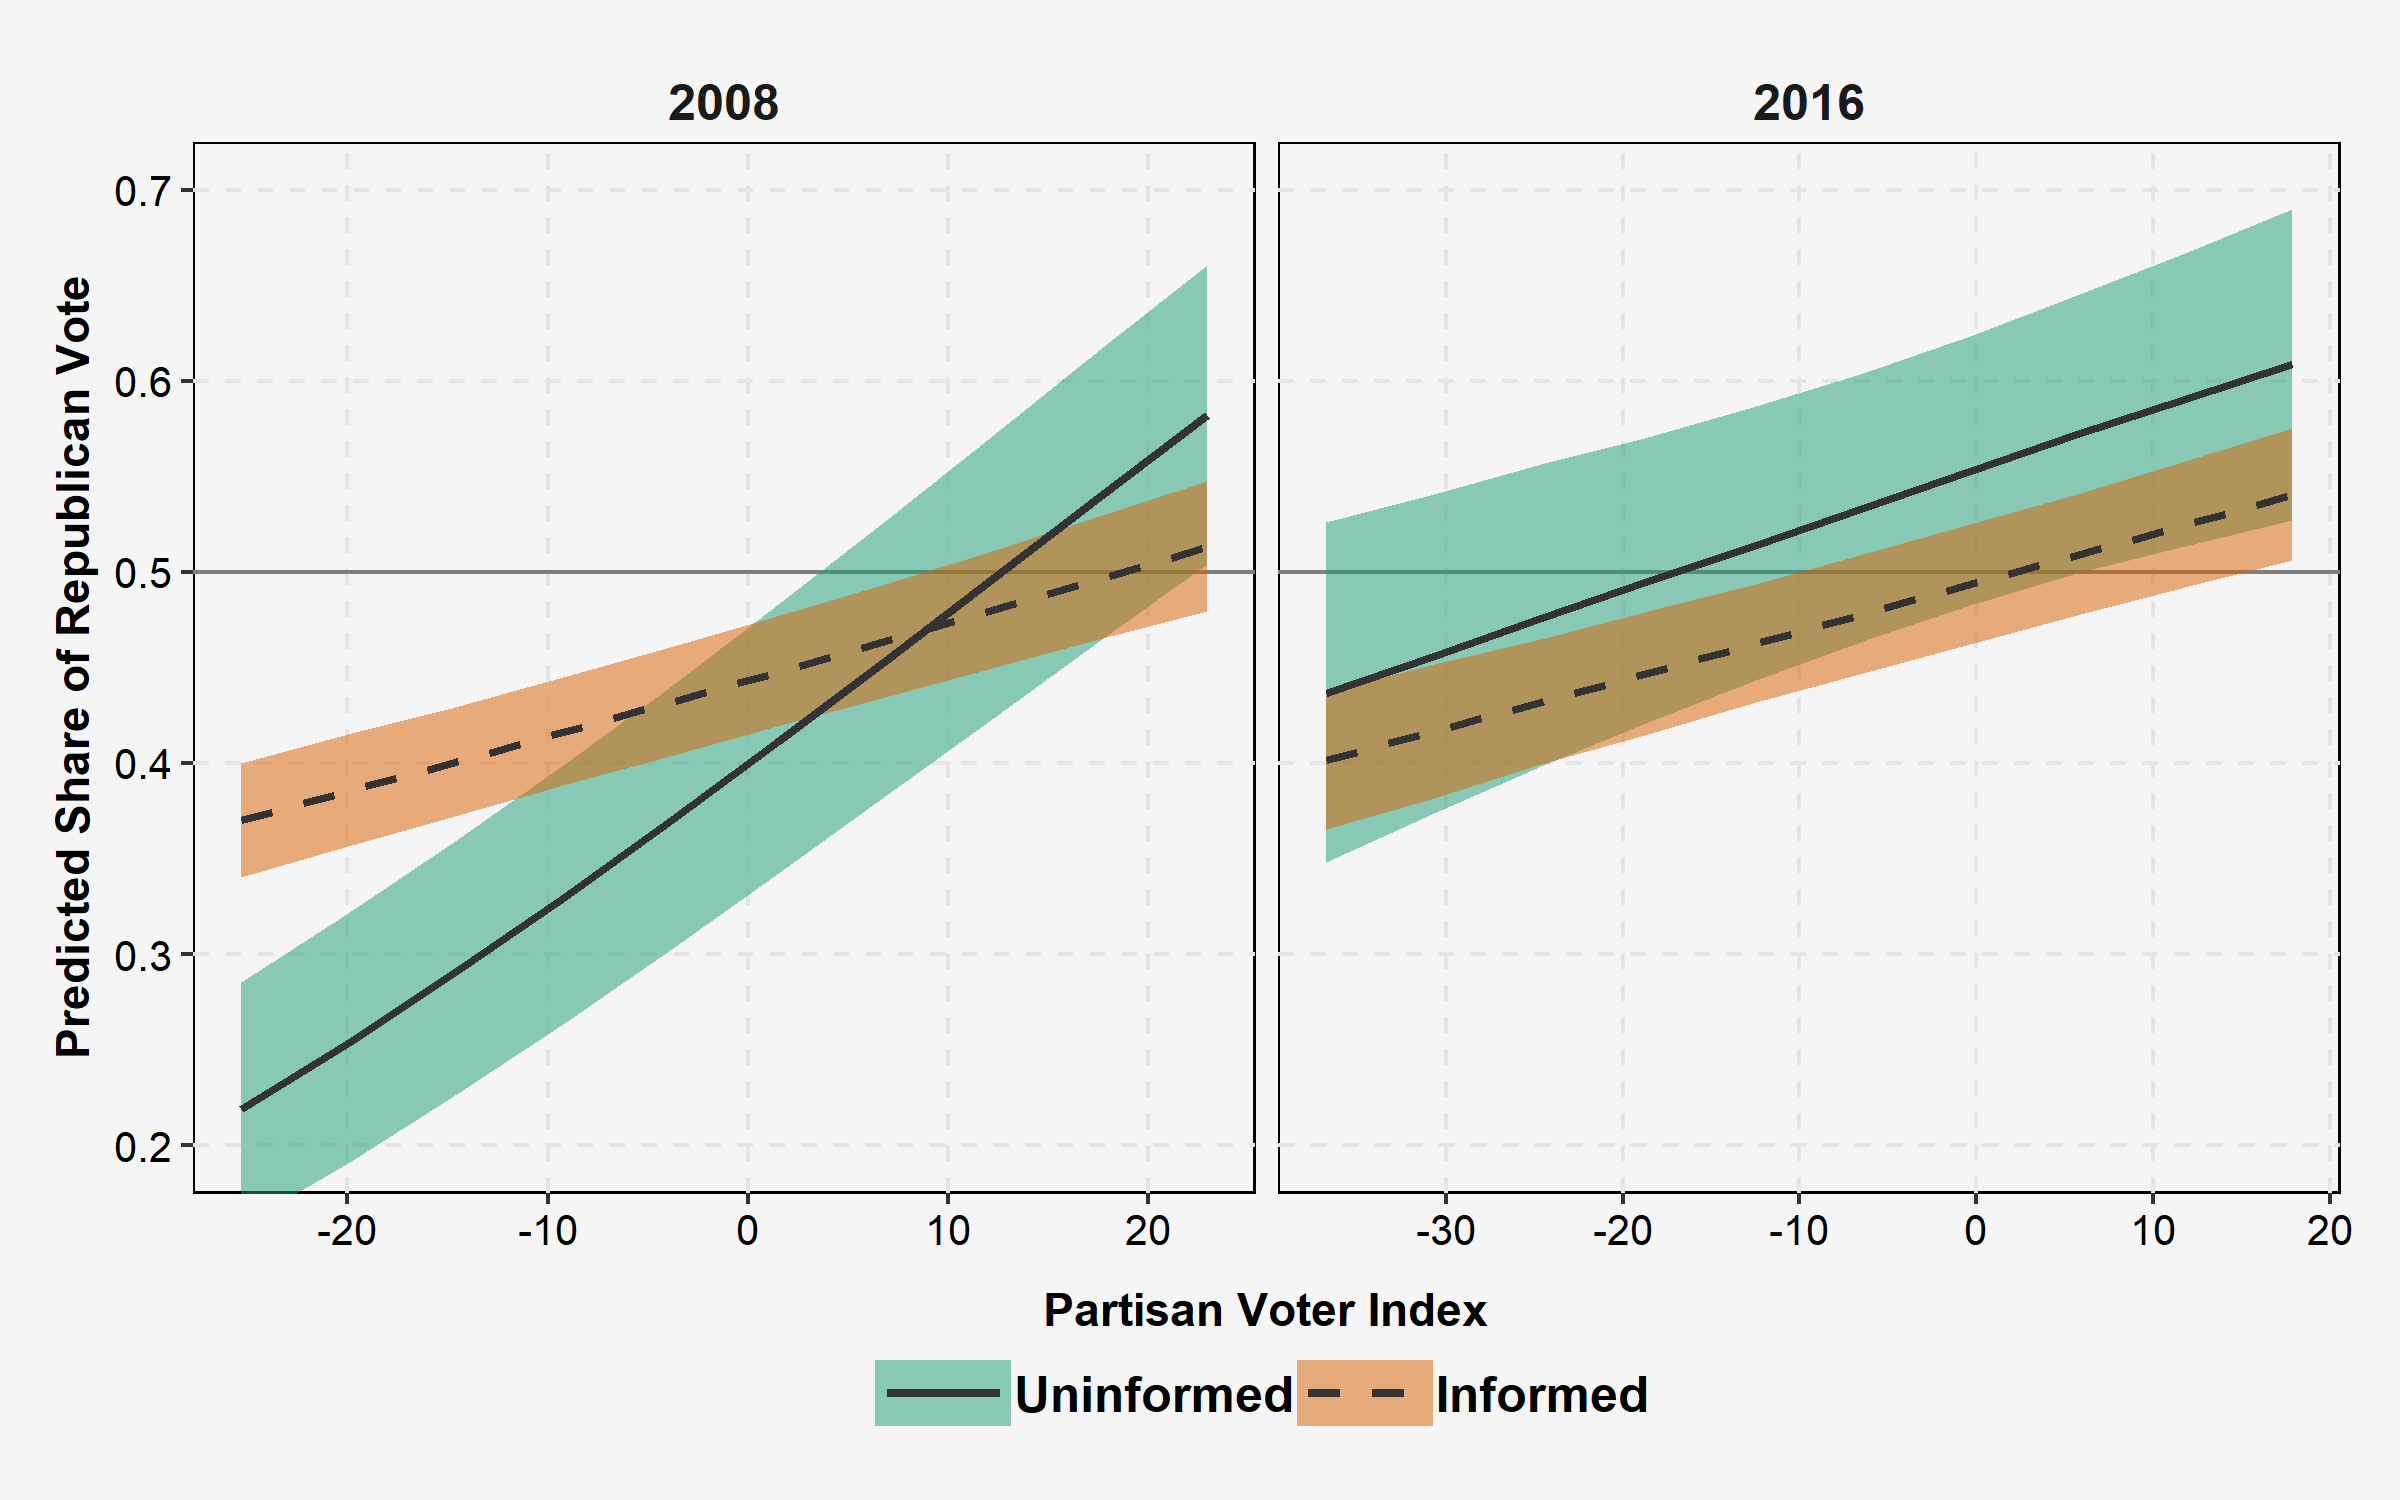 2008
2016
Predicted Share of Republican Vote
0.7
0.6
0.5
0.4
0.3
0.2
-20 -10 0 10 20
-30 -20 -10 0 10 20
Partisan Voter Index
Uninformed Informed